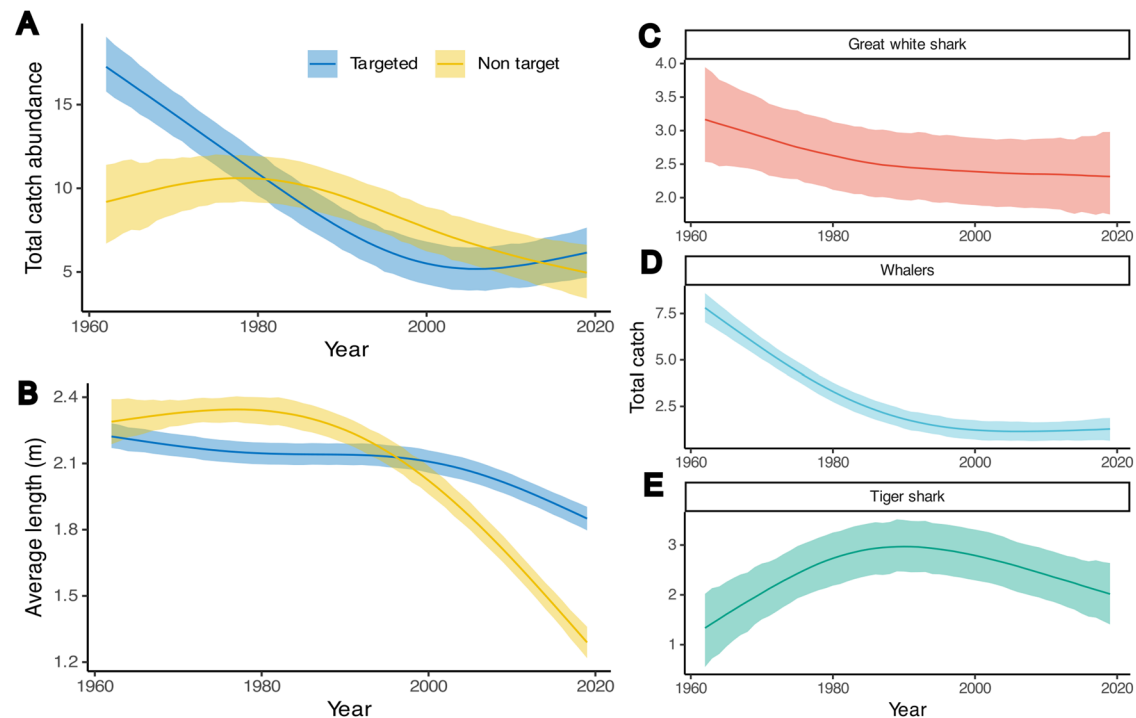 A
Total catch abundance
15
10
5
Targeted
Non target
1960
1980
2000
2020
Year
B
Average length (m)
2.4
2.1
1.8
1.5
1.2
1960
1980
2000
2020
Year
C
Great white shark
4.0
3.5
3.0
2.5
2.0
1960
1980
2000
2020
D
Whalers
Total catch
7.5
5.0
2.5
1960
1980
2000
2020
E
Tiger shark
3
2
1
1960
1980
2000
2020
Year